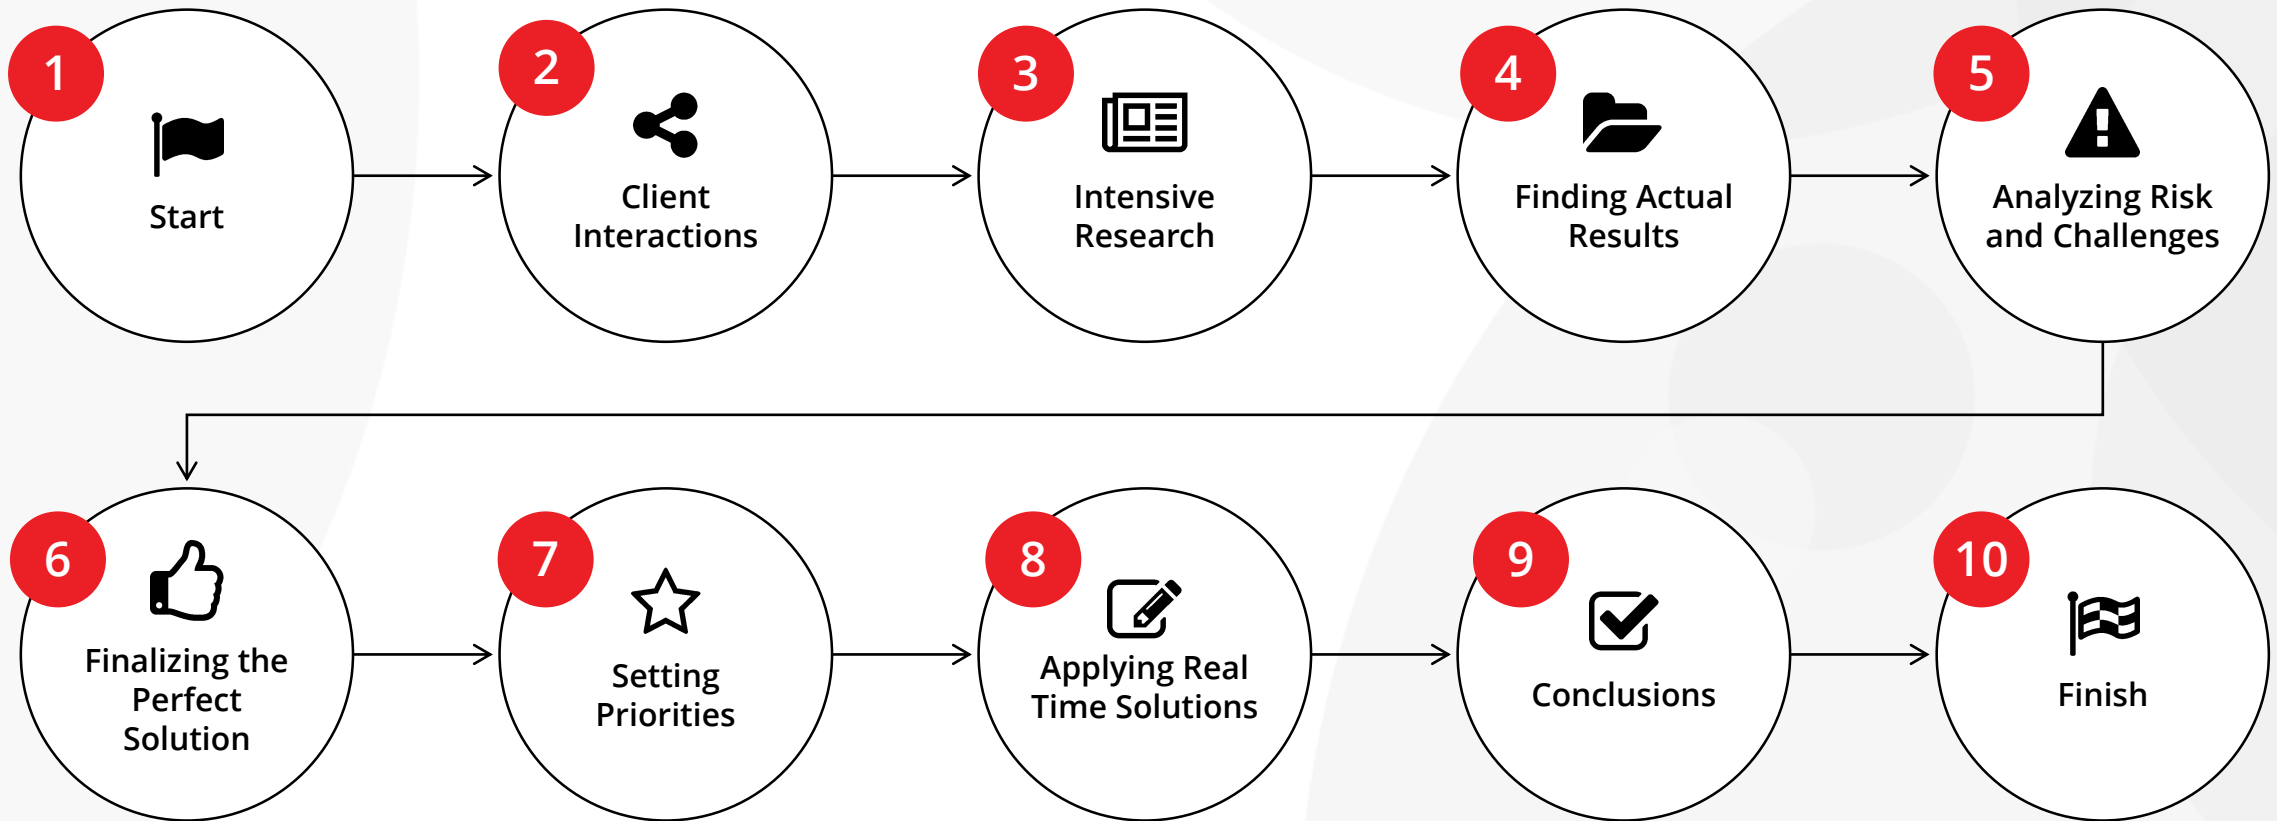 1
Start
2
Client
Interactions
3
Intensive
Research
4
Finding Actual
Results
5
Analyzing Risk
and Challenges
6
Finalizing the
Perfect
Solution
7
Setting
Priorities
8
Applying Real
Time Solutions
9
Conclusions
10
Finish